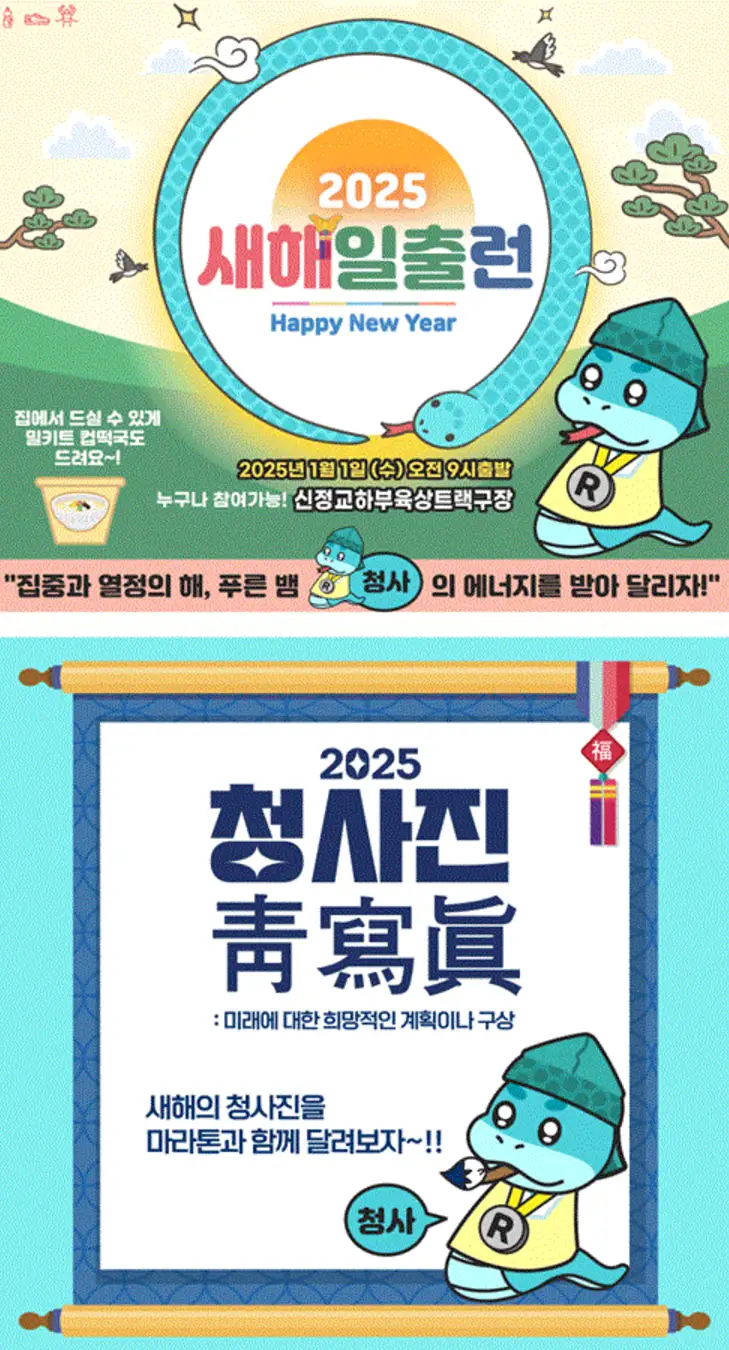 2025
새해일출런
Happy New Year
집에서 드실 수 있게
밀키트 컵떡국도
드려요~!
2025년 1월 1일 (수) 오전 9시출발
누구나 참여가능! 신정교하부육상트랙구장
R
"집중과 열정의 해, 푸른 뱀 R 청사 의 에너지를 받아 달리자!"
福
2025
청사진
靑寫眞
: 미래에 대한 희망적인 계획이나 구상
새해의 청사진을
마라톤과 함께 달려보자~!!
청사
R